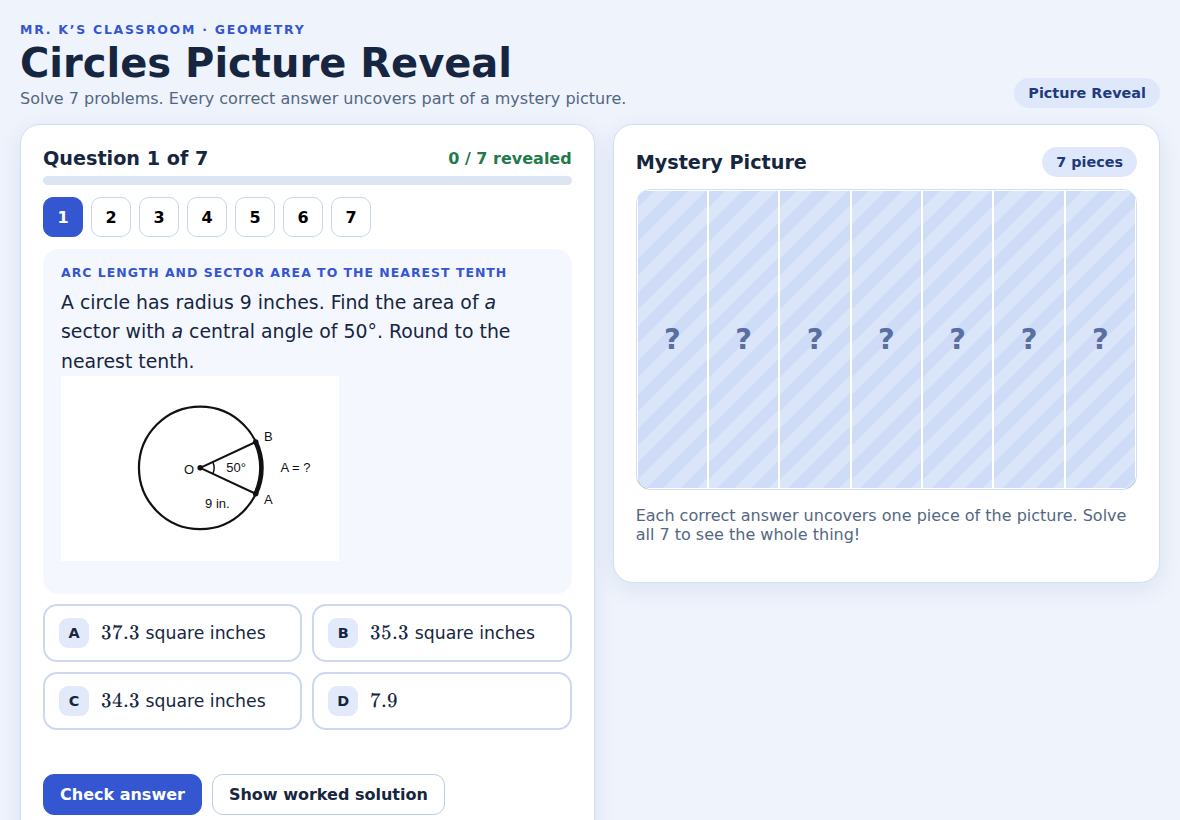 MR. K’S CLASSROOM · GEOMETRY
Circles Picture Reveal
Solve 7 problems. Every correct answer uncovers part of a mystery picture.
Picture Reveal
Question 1 of 7
0 / 7 revealed
1 2 3 4 5 6 7
ARC LENGTH AND SECTOR AREA TO THE NEAREST TENTH
A circle has radius 9 inches. Find the area of a
sector with a central angle of 50°. Round to the
nearest tenth.
B
O 50° A = ?
9 in. A
A 37.3 square inches
B 35.3 square inches
C 34.3 square inches
D 7.9
Check answer
Show worked solution
Mystery Picture
7 pieces
? ? ? ? ? ? ?
Each correct answer uncovers one piece of the picture. Solve
all 7 to see the whole thing!